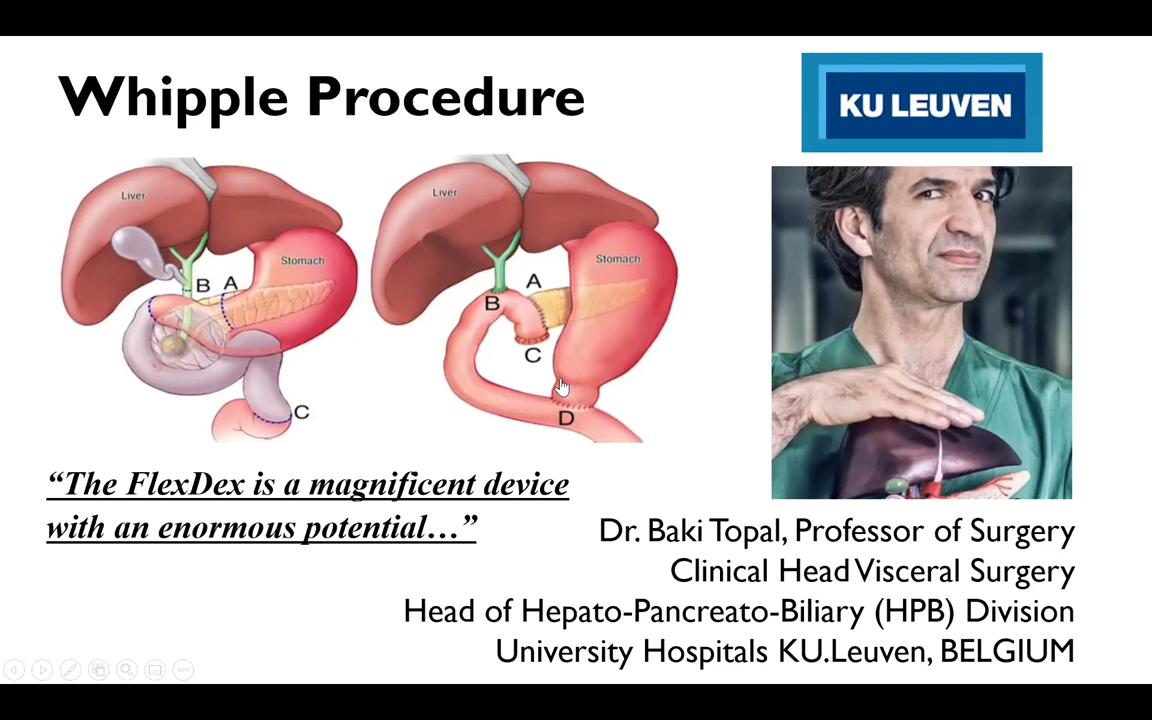 Whipple Procedure
KU LEUVEN
Liver
Stomach
B A
C
Liver
Stomach
A
B
C
D
“The FlexDex is a magnificent device
with an enormous potential…”
Dr. Baki Topal, Professor of Surgery
Clinical Head Visceral Surgery
Head of Hepato-Pancreato-Biliary (HPB) Division
University Hospitals KU.Leuven, BELGIUM